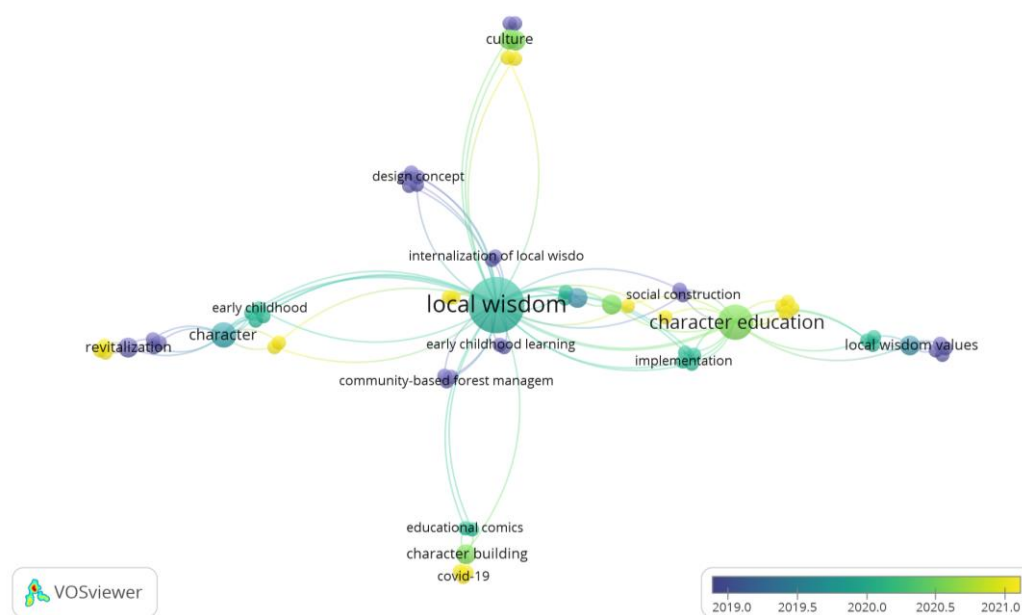 culture
design concept
internalization of local wisdo
local wisdom
early childhood
social construction
character education
character
revitalization
early childhood learning
local wisdom values
implementation
community-based forest managem
educational comics
character building
covid-19
VOSviewer
2019.0 2019.5 2020.0 2020.5 2021.0